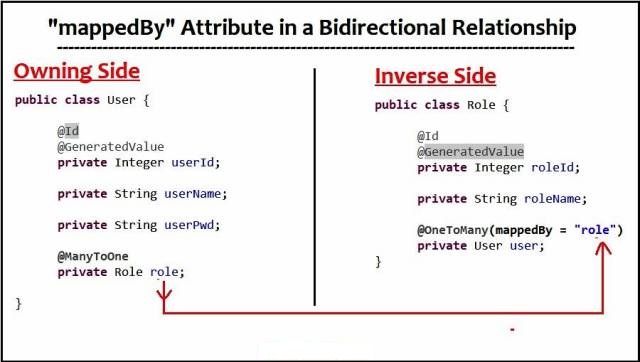 "mappedBy" Attribute in a Bidirectional Relationship
Owning Side
public class User {
@Id
@GeneratedValue
private Integer userId;
private String userName;
private String userPwd;
@ManyToOne
private Role role;
}
Inverse Side
public class Role {
@Id
@GeneratedValue
private Integer roleId;
private String roleName;
@OneToMany(mappedBy = "role")
private User user;
}